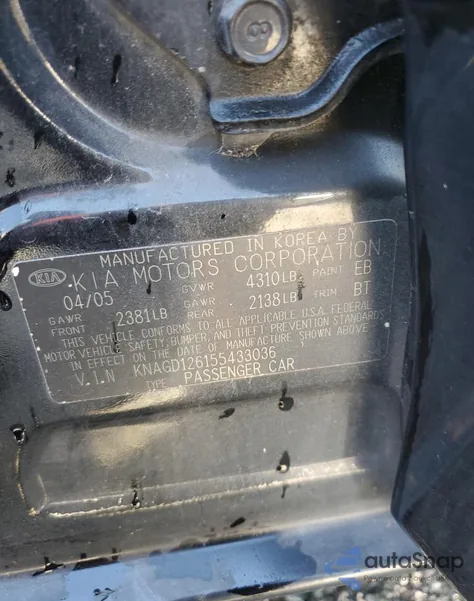 8
MANUFACTURED IN KOREA BY
KIA KIA MOTORS CORPORATION
04/05 GVWR 4310LB PAINT EB
GAWR FRONT 2381LB GAWR REAR 2138LB TRIM BT
THIS VEHICLE CONFORMS TO ALL APPLICABLE U.S.A. FEDERAL
MOTOR VEHICLE SAFETY, BUMPER, AND THEFT PREVENTION STANDARDS
IN EFFECT ON THE DATE OF MANUFACTURE SHOWN ABOVE
V.I.N KNAGD126155433036
TYPE PASSENGER CAR
autoSnap